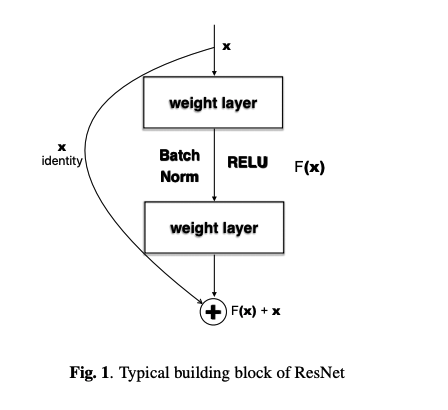 x
weight layer
x
identity
Batch
Norm
RELU
F(x)
weight layer
+
F(x) + x
Fig. 1. Typical building block of ResNet